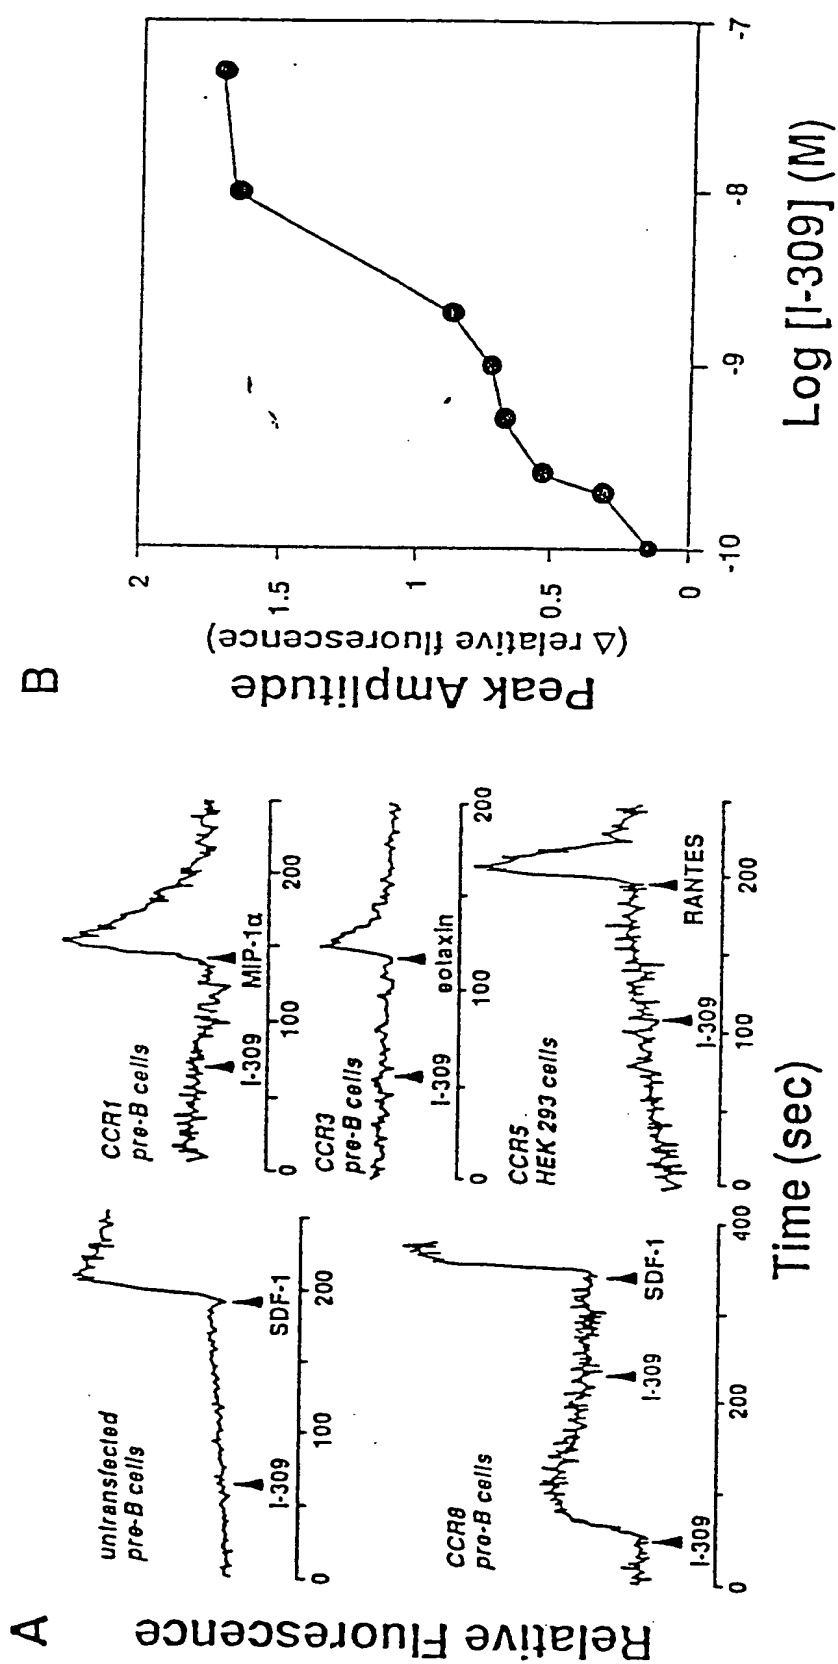 A
Relative Fluorescence
untransfected
pre-B cells
I-309
SDF-1
0
100
200
CCR1
pre-B cells
I-309
MIP-1α
0
100
200
CCR3
pre-B cells
I-309
eotaxin
0
100
200
CCR8
pre-B cells
I-309
I-309
SDF-1
0
200
400
CCR5
HEK 293 cells
I-309
RANTES
0
100
200
Time (sec)
B
Peak Amplitude
(Δ relative fluorescence)
2
1.5
1
0.5
0
-10
-9
-8
-7
Log [I-309] (M)